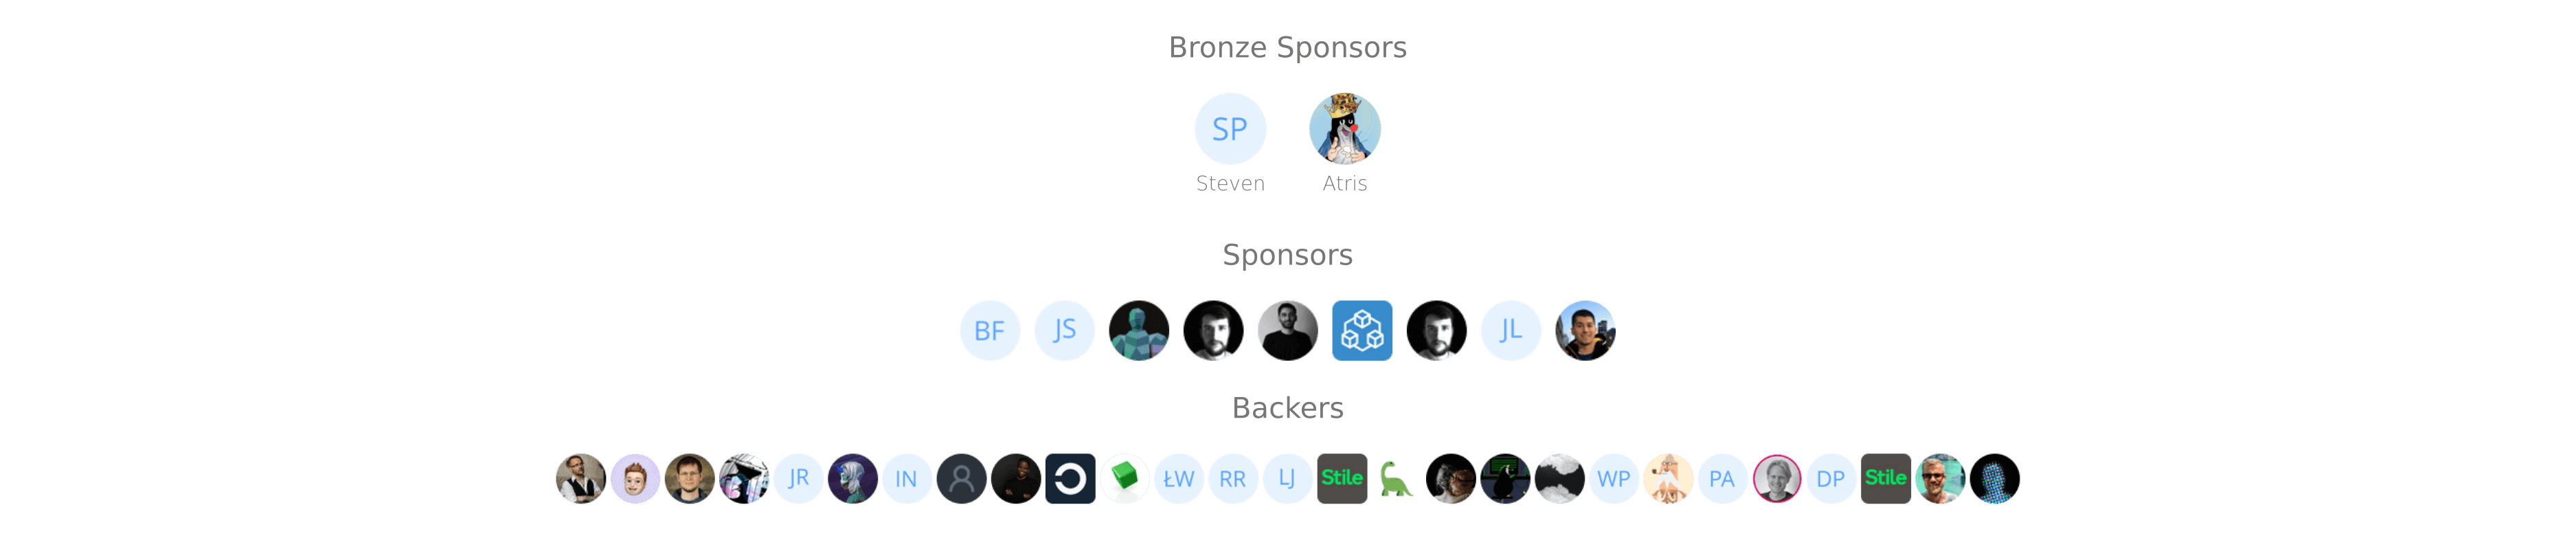 Bronze Sponsors
SP
Steven Atris
Sponsors
BF JS JL
Backers
JR IN ŁW RR LJ Stile WP PA DP Stile